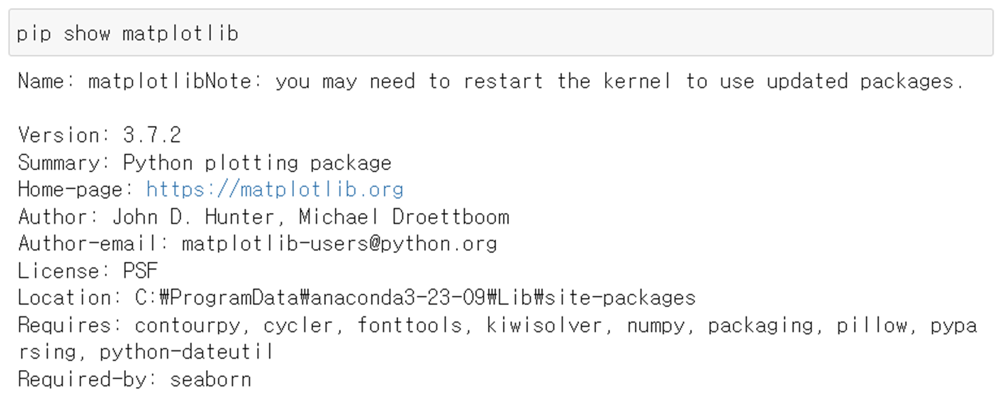 pip show matplotlib
Name: matplotlibNote: you may need to restart the kernel to use updated packages.
Version: 3.7.2
Summary: Python plotting package
Home-page: https://matplotlib.org
Author: John D. Hunter, Michael Droettboom
Author-email: matplotlib-users@python.org
License: PSF
Location: C:₩ProgramData₩anaconda3-23-09₩Lib₩site-packages
Requires: contourpy, cycler, fonttools, kiwisolver, numpy, packaging, pillow, pypa
rsing, python-dateutil
Required-by: seaborn